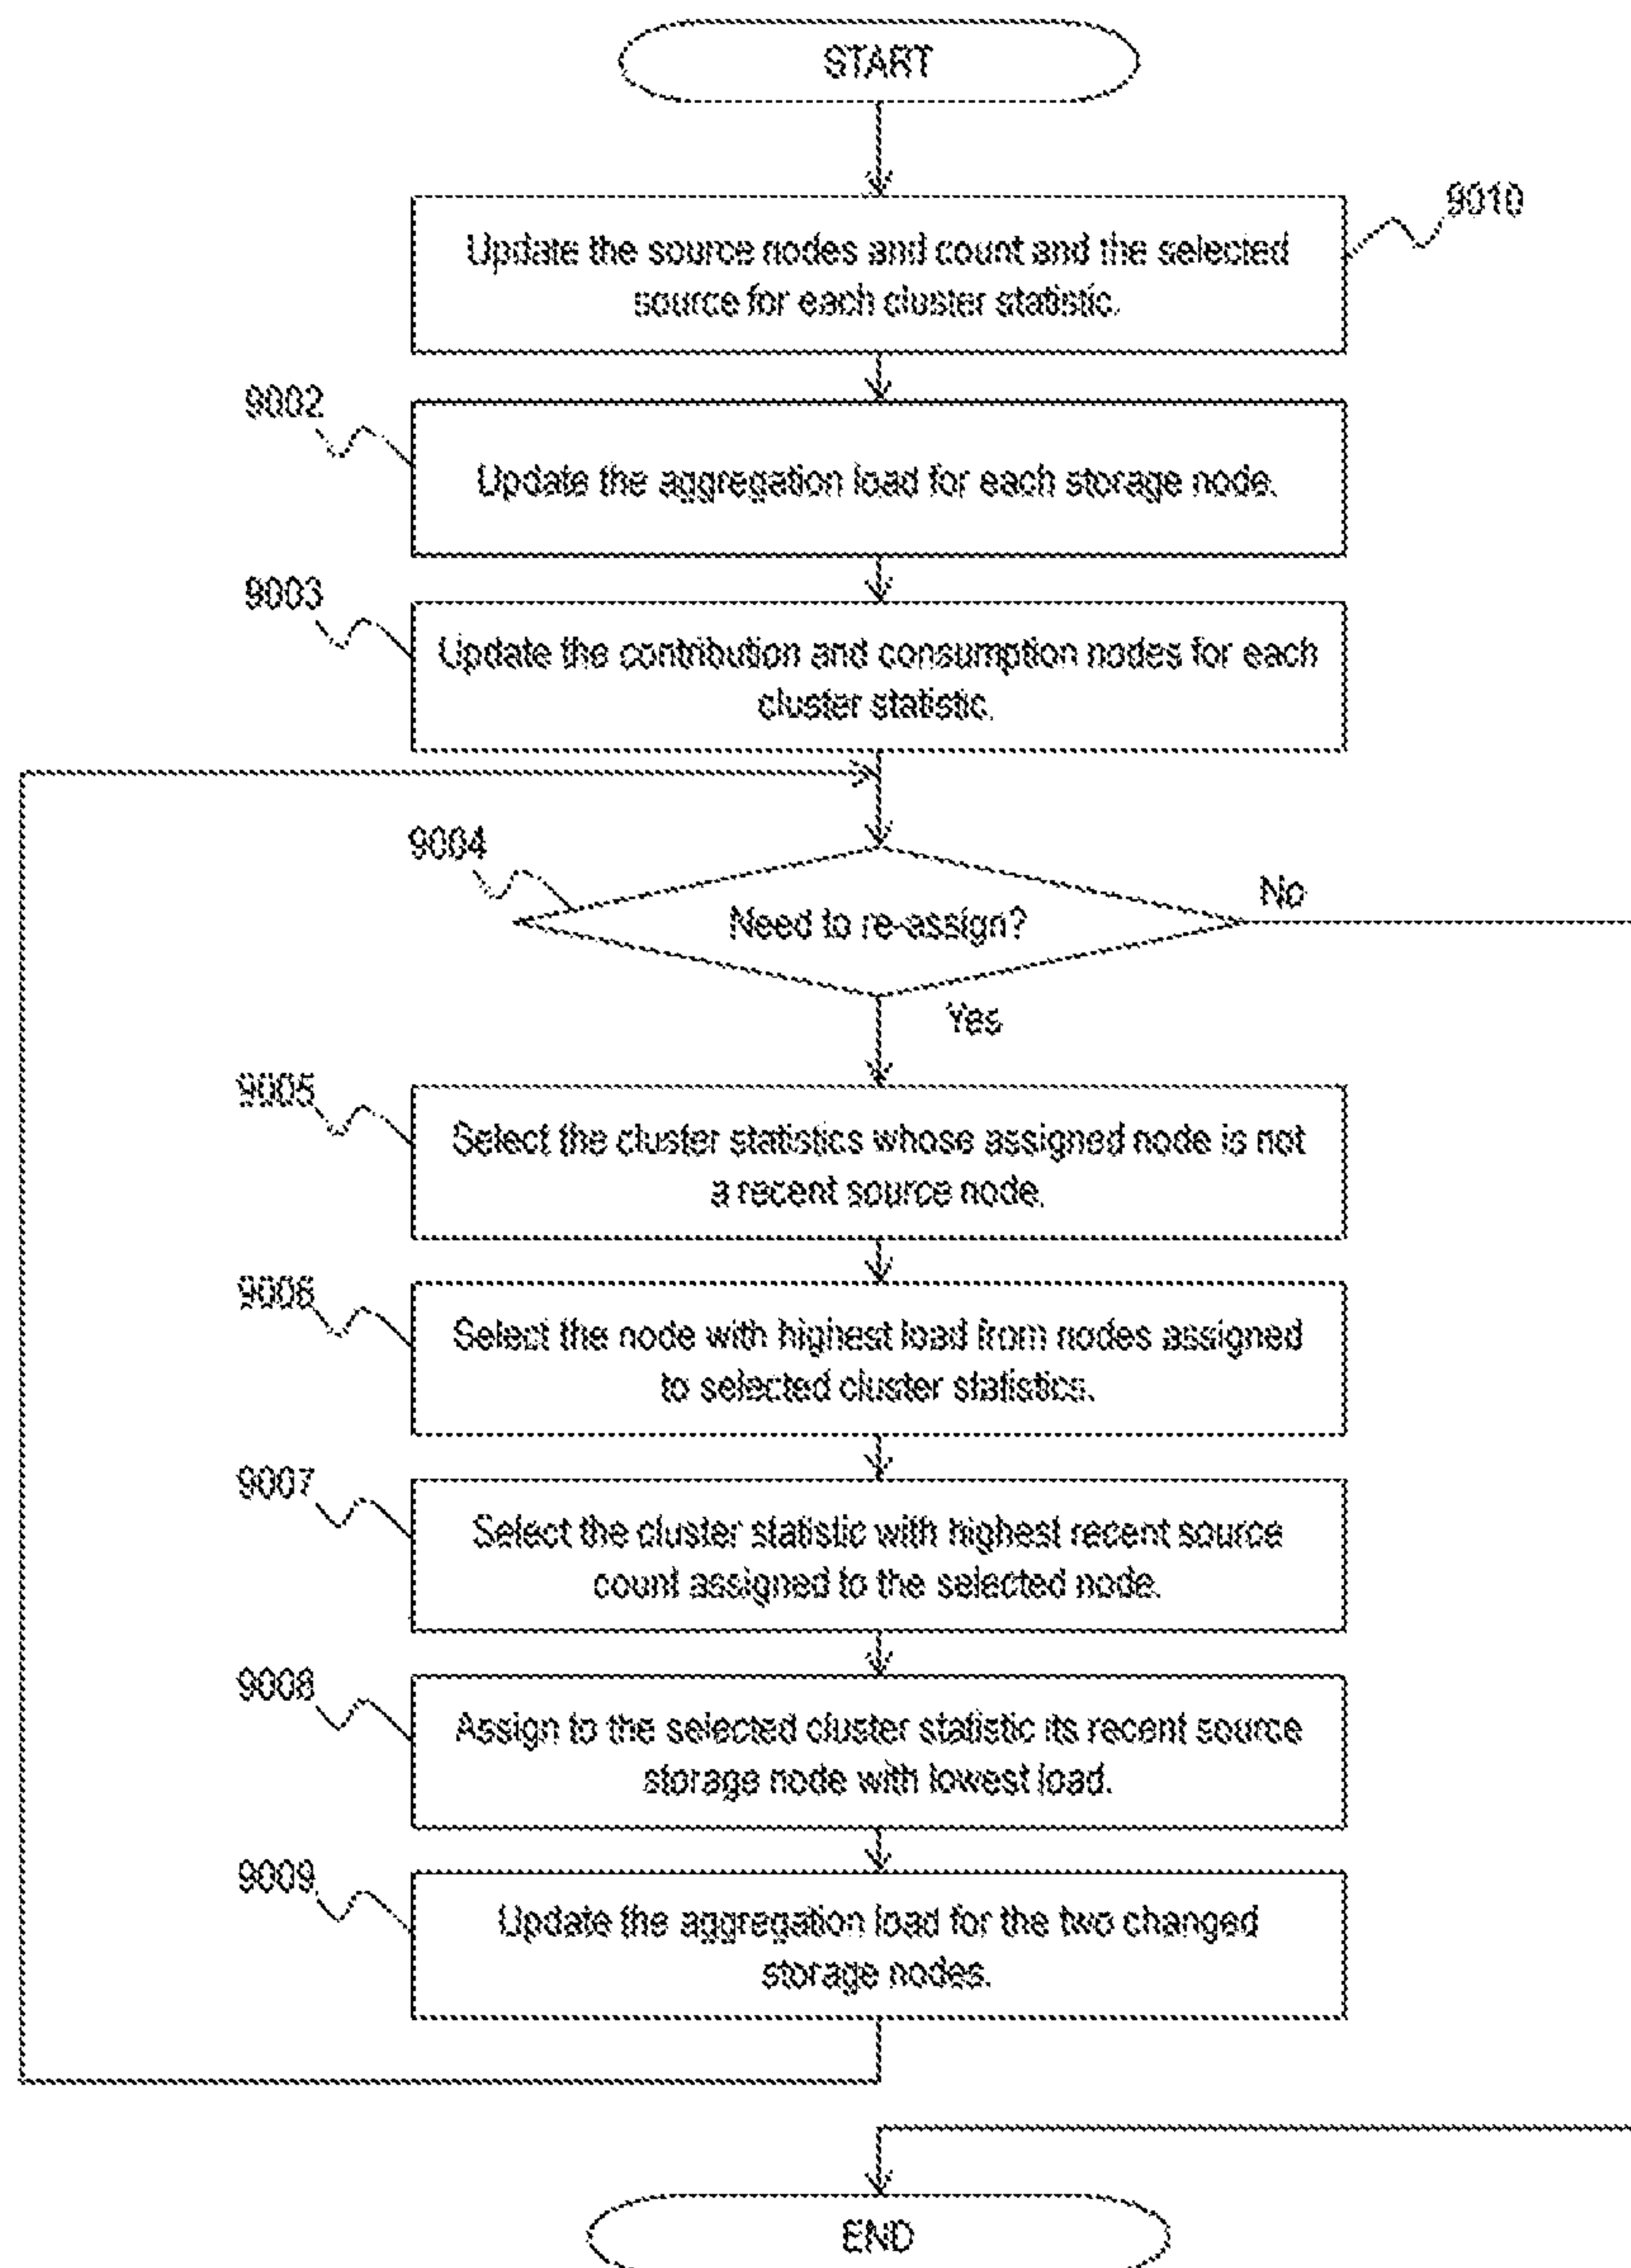 START
9010
Update the source nodes and count and the selected
source for each cluster statistic.
9002
Update the aggregation load for each storage node.
9003
Update the contribution and consumption nodes for each
cluster statistic.
9004
Need to re-assign?
No
Yes
9005
Select the cluster statistics whose assigned node is not
a recent source node.
9006
Select the node with highest load from nodes assigned
to selected cluster statistics.
9007
Select the cluster statistic with highest recent source
count assigned to the selected node.
9008
Assign to the selected cluster statistic its recent source
storage node with lowest load.
9009
Update the aggregation load for the two changed
storage nodes.
END